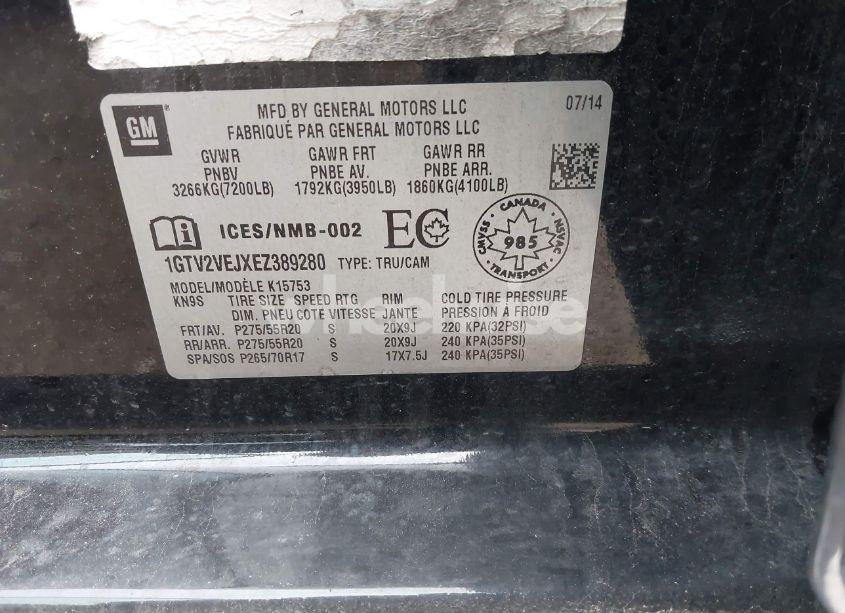 GM
MFD BY GENERAL MOTORS LLC
07/14
FABRIQUÉ PAR GENERAL MOTORS LLC
GVWR GAWR FRT GAWR RR
PNBV PNBE AV. PNBE ARR.
3266KG(7200LB) 1792KG(3950LB) 1860KG(4100LB)
ICES/NMB-002 EC
CANADA
CMVSS 985 NSVAC
TRANSPORT
1GTV2VEJXEZ389280 TYPE: TRU/CAM
MODEL/MODÈLE K15753
KN9S TIRE SIZE SPEED RTG RIM COLD TIRE PRESSURE
DIM. PNEU COTE VITESSE JANTE PRESSION À FROID
FRT/AV. P275/55R20 S 20X9J 220 KPA(32PSI)
RR/ARR. P275/55R20 S 20X9J 240 KPA(35PSI)
SPA/SOS P265/70R17 S 17X7.5J 240 KPA(35PSI)